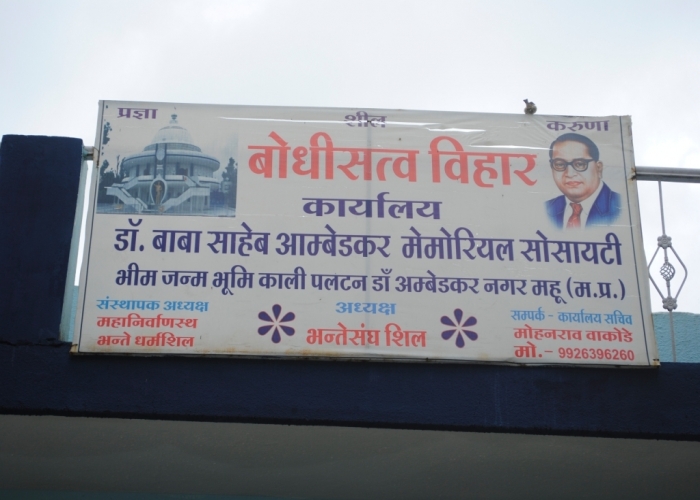 प्रज्ञा शील करुणा
बोधीसत्व विहार
कार्यालय
डॉ. बाबा साहेब आम्बेडकर मेमोरियल सोसायटी
भीम जन्म भूमि काली पलटन डाँ अम्बेडकर नगर महू (म.प्र.)
संस्थापक अध्यक्ष
महानिर्वाणस्थ
भन्ते धर्मशिल
अध्यक्ष
भन्तेसंघ शिल
सम्पर्क - कार्यालय सचिव
मोहनराव वाकोडे
मो.- 9926396260